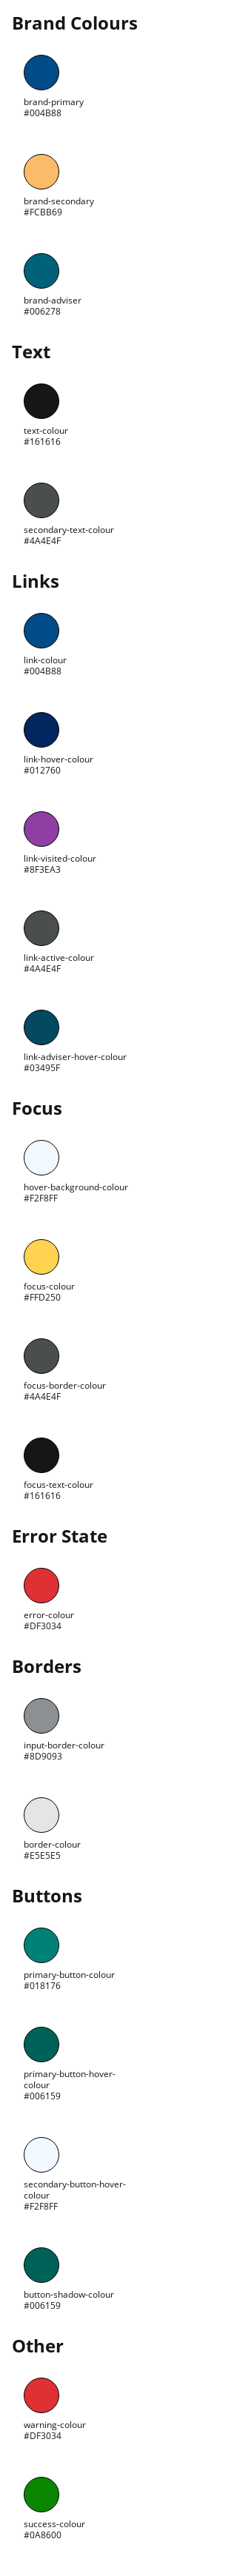 Brand Colours
brand-primary
#004B88
brand-secondary
#FCBB69
brand-adviser
#006278
Text
text-colour
#161616
secondary-text-colour
#4A4E4F
Links
link-colour
#004B88
link-hover-colour
#012760
link-visited-colour
#8F3EA3
link-active-colour
#4A4E4F
link-adviser-hover-colour
#03495F
Focus
hover-background-colour
#F2F8FF
focus-colour
#FFD250
focus-border-colour
#4A4E4F
focus-text-colour
#161616
Error State
error-colour
#DF3034
Borders
input-border-colour
#8D9093
border-colour
#E5E5E5
Buttons
primary-button-colour
#018176
primary-button-hover-
colour
#006159
secondary-button-hover-
colour
#F2F8FF
button-shadow-colour
#006159
Other
warning-colour
#DF3034
success-colour
#0A8600